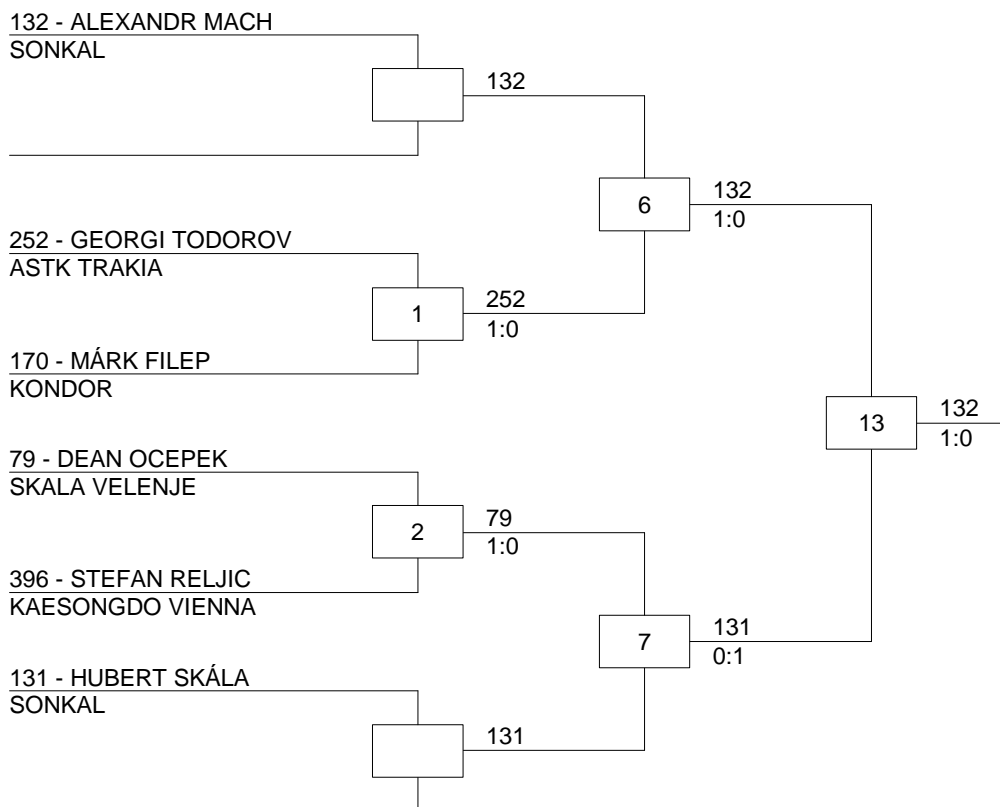 132 - ALEXANDR MACH
SONKAL
132
6
132
1:0
252 - GEORGI TODOROV
ASTK TRAKIA
1
252
1:0
170 - MÁRK FILEP
KONDOR
13
132
1:0
79 - DEAN OCEPEK
SKALA VELENJE
2
79
1:0
396 - STEFAN RELJIC
KAESONGDO VIENNA
7
131
0:1
131 - HUBERT SKÁLA
SONKAL
131